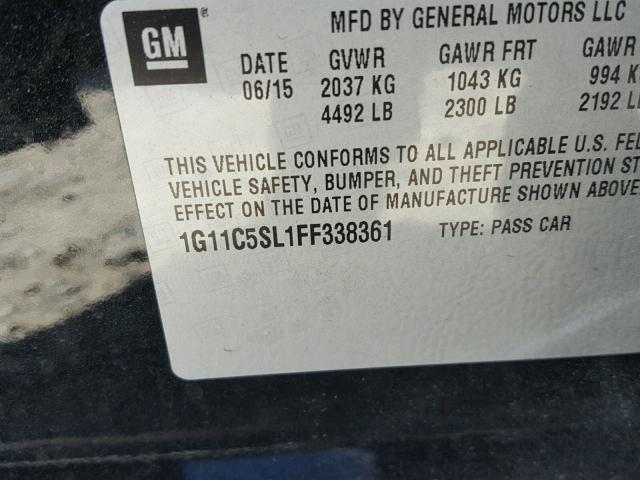 GM
®
MFD BY GENERAL MOTORS LLC
DATE GVWR GAWR FRT GAWR
06/15 2037 KG 1043 KG 994 K
4492 LB 2300 LB 2192 L
THIS VEHICLE CONFORMS TO ALL APPLICABLE U.S. FED
VEHICLE SAFETY, BUMPER, AND THEFT PREVENTION ST
EFFECT ON THE DATE OF MANUFACTURE SHOWN ABOVE
1G11C5SL1FF338361 TYPE: PASS CAR